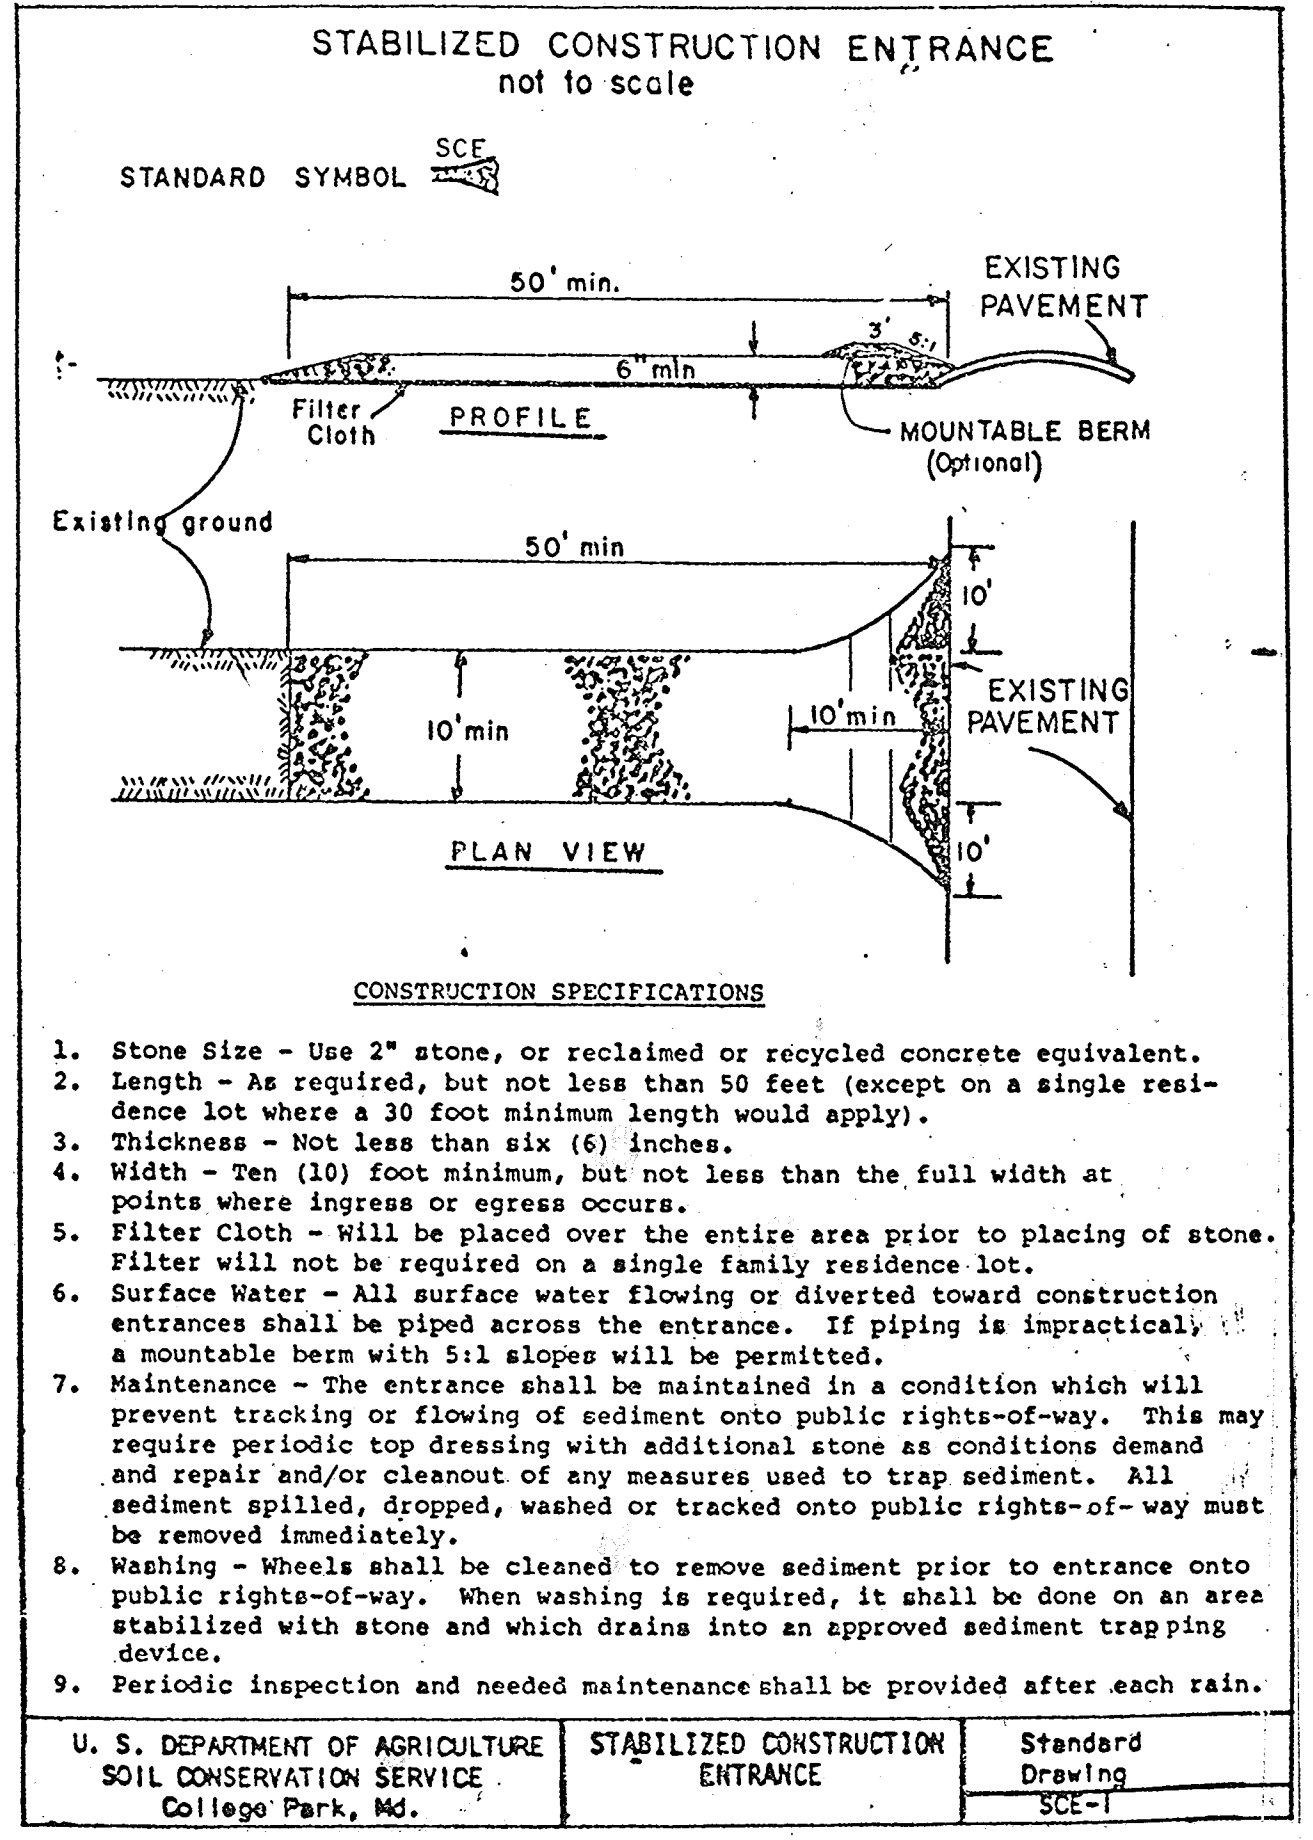 STABILIZED CONSTRUCTION ENTRANCE
not to scale
SCE
STANDARD SYMBOL
50' min.
EXISTING
PAVEMENT
3'
5:1
6" min
Filter
Cloth
PROFILE
MOUNTABLE BERM
(Optional)
Existing ground
50' min
10'
10' min
10' min
EXISTING
PAVEMENT
10'
PLAN VIEW
CONSTRUCTION SPECIFICATIONS
1. Stone Size - Use 2" stone, or reclaimed or recycled concrete equivalent.
2. Length - As required, but not less than 50 feet (except on a single resi-
dence lot where a 30 foot minimum length would apply).
3. Thickness - Not less than six (6) inches.
4. Width - Ten (10) foot minimum, but not less than the full width at
points where ingress or egress occurs.
5. Filter Cloth - Will be placed over the entire area prior to placing of stone.
Filter will not be required on a single family residence lot.
6. Surface Water - All surface water flowing or diverted toward construction
entrances shall be piped across the entrance. If piping is impractical,
a mountable berm with 5:1 slopes will be permitted.
7. Maintenance - The entrance shall be maintained in a condition which will
prevent tracking or flowing of sediment onto public rights-of-way. This may
require periodic top dressing with additional stone as conditions demand
and repair and/or cleanout of any measures used to trap sediment. All
sediment spilled, dropped, washed or tracked onto public rights-of-way must
be removed immediately.
8. Washing - Wheels shall be cleaned to remove sediment prior to entrance onto
public rights-of-way. When washing is required, it shall be done on an area
stabilized with stone and which drains into an approved sediment trapping
device.
9. Periodic inspection and needed maintenance shall be provided after each rain.
U. S. DEPARTMENT OF AGRICULTURE
SOIL CONSERVATION SERVICE
College Park, Md.
STABILIZED CONSTRUCTION
ENTRANCE
Standard
Drawing
SCE-1